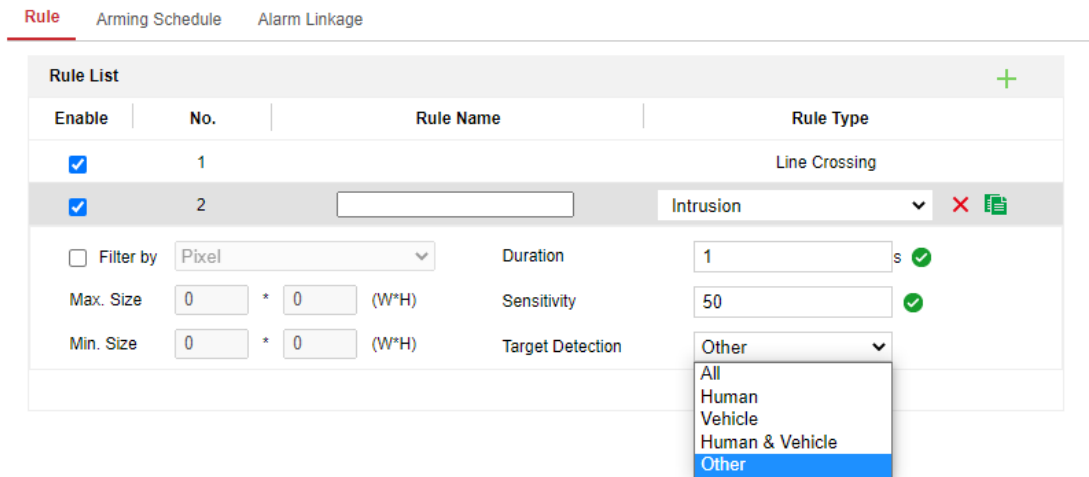 Rule Arming Schedule Alarm Linkage
Rule List
Enable No. Rule Name Rule Type
1 Line Crossing
2 Intrusion
Filter by Pixel Duration 1 s
Max. Size 0 * 0 (W*H) Sensitivity 50
Min. Size 0 * 0 (W*H) Target Detection Other
All
Human
Vehicle
Human & Vehicle
Other